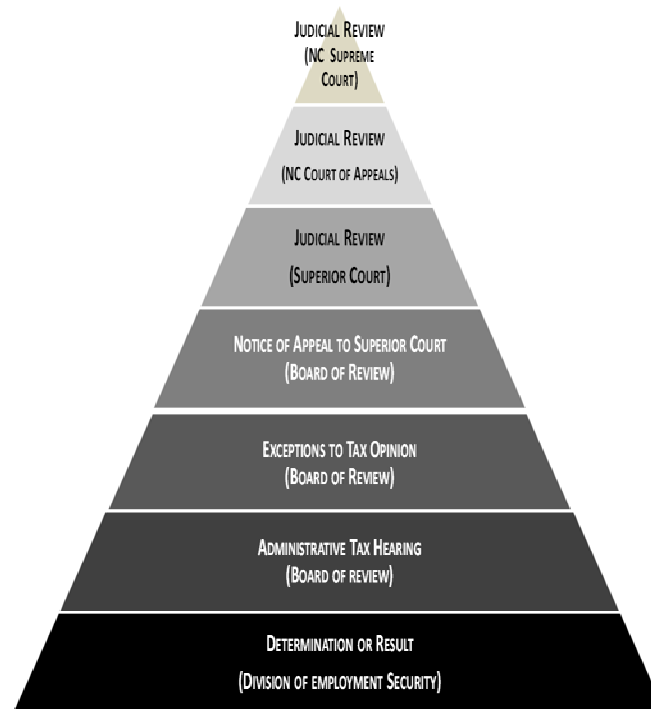 JUDICIAL REVIEW
(NC SUPREME
COURT)
JUDICIAL REVIEW
(NC COURT OF APPEALS)
JUDICIAL REVIEW
(SUPERIOR COURT)
NOTICE OF APPEAL TO SUPERIOR COURT
(BOARD OF REVIEW)
EXCEPTIONS TO TAX OPINION
(BOARD OF REVIEW)
ADMINISTRATIVE TAX HEARING
(BOARD OF REVIEW)
DETERMINATION OR RESULT
(DIVISION OF EMPLOYMENT SECURITY)